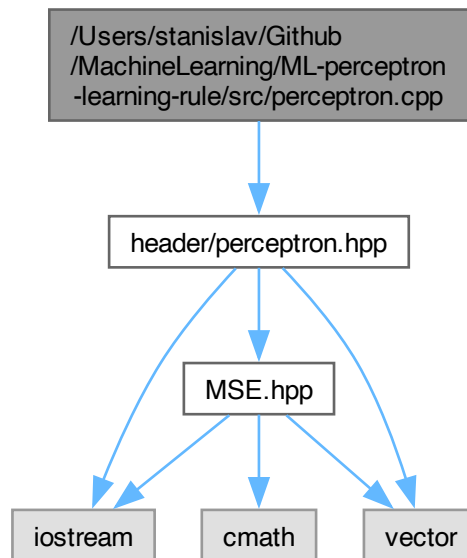 /Users/stanislav/Github
/MachineLearning/ML-perceptron
-learning-rule/src/perceptron.cpp
header/perceptron.hpp
MSE.hpp
iostream
cmath
vector